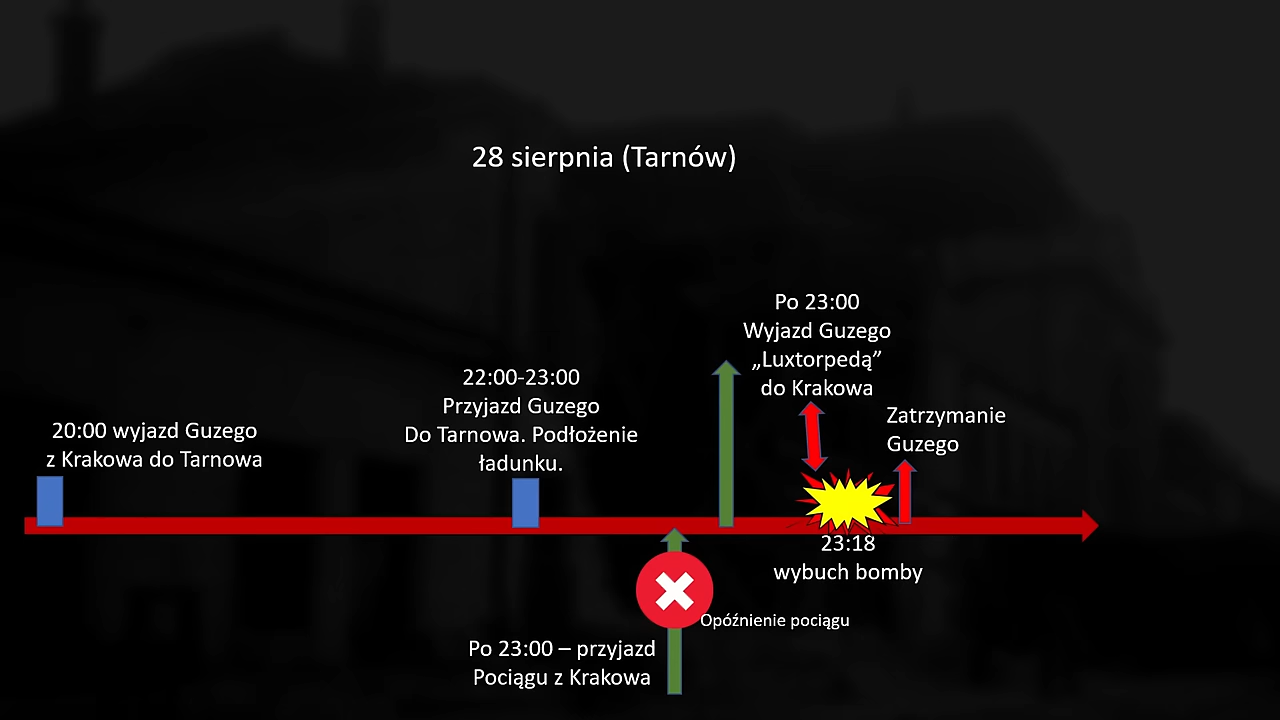 28 sierpnia (Tarnów)
20:00 wyjazd Guzego
z Krakowa do Tarnowa
22:00-23:00
Przyjazd Guzego
Do Tarnowa. Podłożenie
ładunku.
Po 23:00
Wyjazd Guzego
„Luxtorpedą”
do Krakowa
Zatrzymanie
Guzego
23:18
wybuch bomby
Opóźnienie pociągu
Po 23:00 – przyjazd
Pociągu z Krakowa